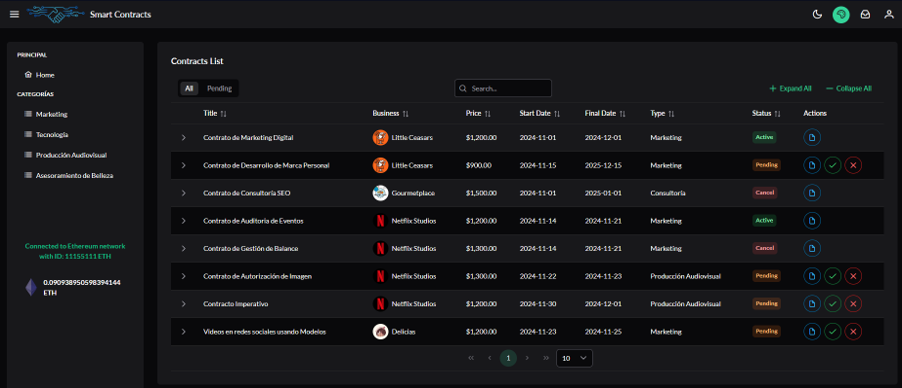 Smart Contracts
PRINCIPAL
Home
CATEGORÍAS
Marketing
Tecnología
Producción Audiovisual
Asesoramiento de Belleza
Connected to Ethereum network
with ID: 11155111 ETH
0.090938950598394144
ETH
Contracts List
All Pending
Search...
Expand All Collapse All
Title Business Price Start Date Final Date Type Status Actions
Contrato de Marketing Digital Little Ceasars $1,200.00 2024-11-01 2024-12-01 Marketing Active
Contrato de Desarrollo de Marca Personal Little Ceasars $900.00 2024-11-15 2025-12-15 Marketing Pending
Contrato de Consultoría SEO Gourmetplace $1,500.00 2024-11-01 2025-01-01 Consultoría Cancel
Contrato de Auditoría de Eventos Netflix Studios $1,200.00 2024-11-14 2024-11-21 Marketing Active
Contrato de Gestión de Balance Netflix Studios $1,300.00 2024-11-14 2024-11-21 Marketing Cancel
Contrato de Autorización de Imagen Netflix Studios $1,300.00 2024-11-22 2024-11-23 Producción Audiovisual Pending
Contracto Imperativo Netflix Studios $1,200.00 2024-11-30 2024-12-01 Producción Audiovisual Pending
Videos en redes sociales usando Modelos Delicias $1,200.00 2024-11-23 2024-11-25 Marketing Pending
1 10